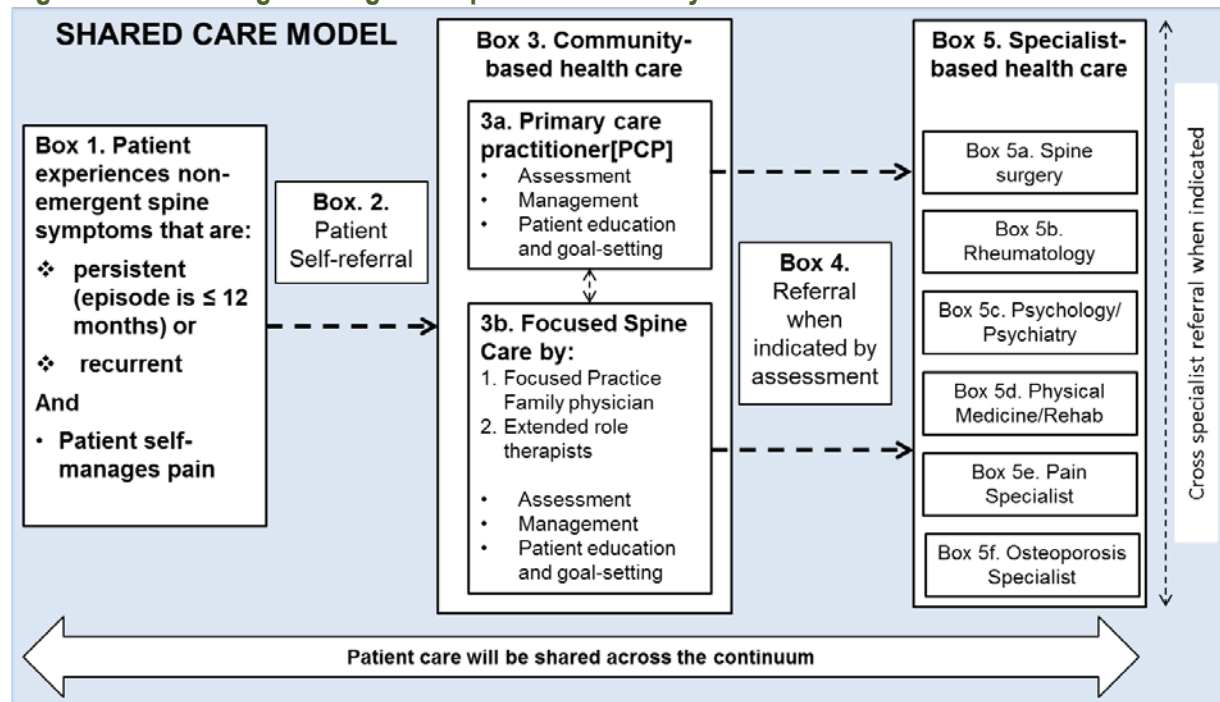 SHARED CARE MODEL
Box 1. Patient
experiences non-
emergent spine
symptoms that are:
❖ persistent
(episode is ≤ 12
months) or
❖ recurrent
And
• Patient self-
manages pain
Box. 2.
Patient
Self-referral
Box 3. Community-
based health care
3a. Primary care
practitioner[PCP]
• Assessment
• Management
• Patient education
and goal-setting
3b. Focused Spine
Care by:
1. Focused Practice
Family physician
2. Extended role
therapists
• Assessment
• Management
• Patient education
and goal-setting
Box 4.
Referral
when
indicated by
assessment
Box 5. Specialist-
based health care
Box 5a. Spine
surgery
Box 5b.
Rheumatology
Box 5c. Psychology/
Psychiatry
Box 5d. Physical
Medicine/Rehab
Box 5e. Pain
Specialist
Box 5f. Osteoporosis
Specialist
Cross specialist referral when indicated
Patient care will be shared across the continuum